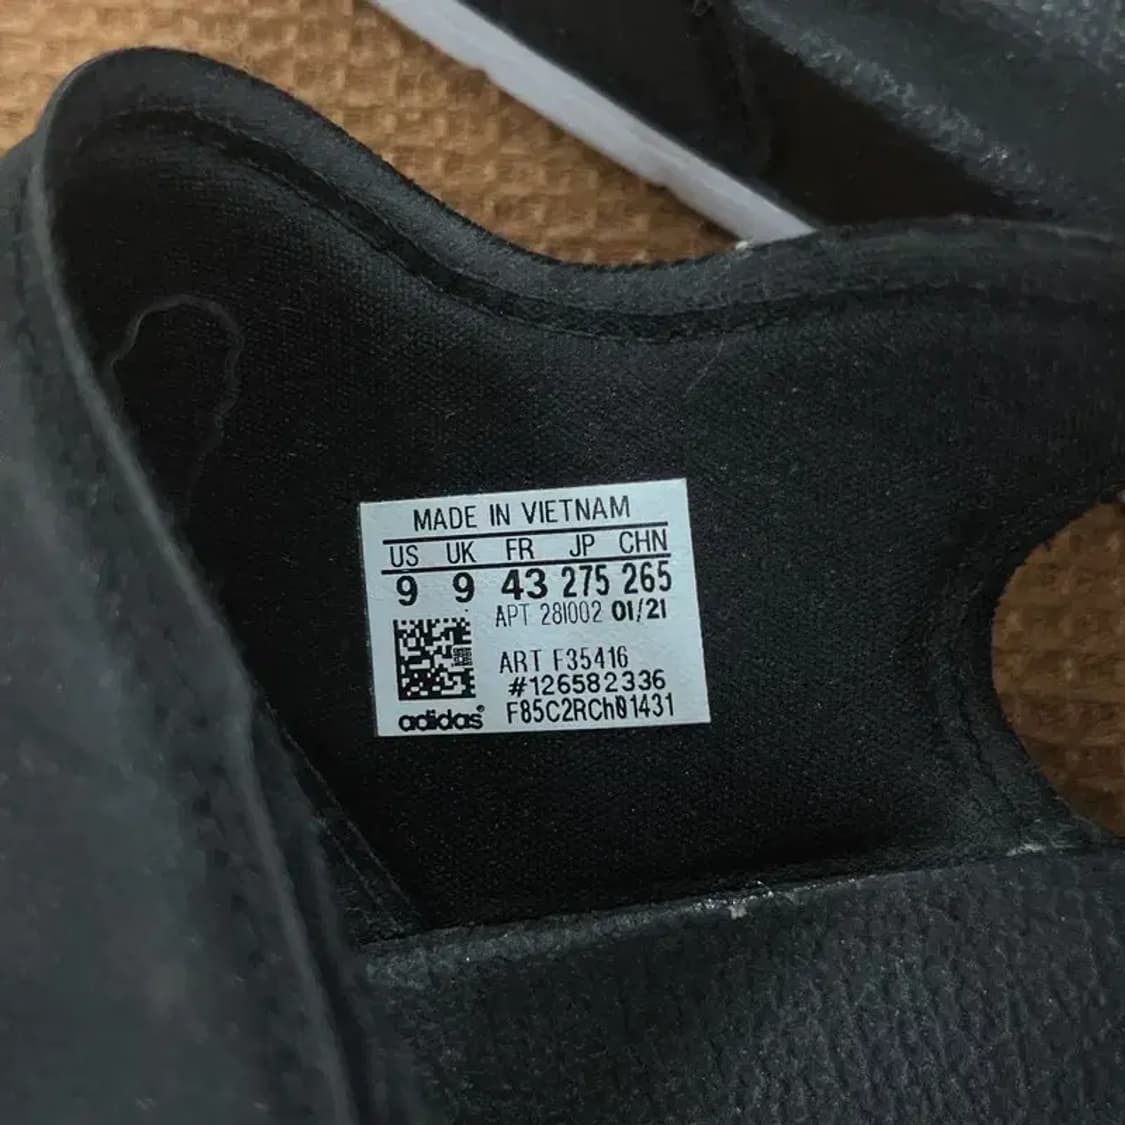 MADE IN VIETNAM
US UK FR JP CHN
9 9 43 275 265
APT 281002 01/21
ART F35416
#126582336
F85C2RCh01431
adidas®